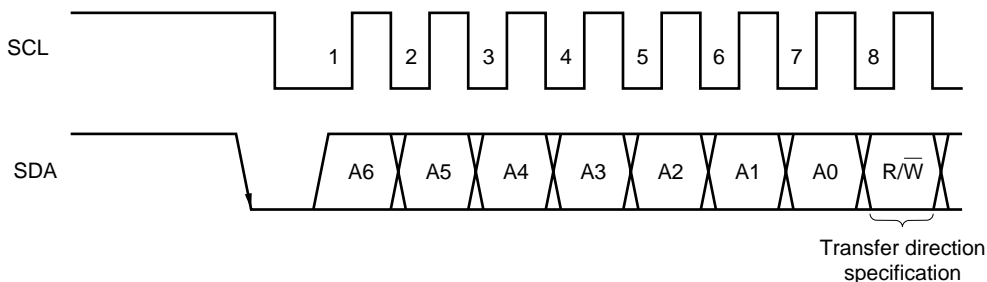 SCL
1 2 3 4 5 6 7 8
SDA
A6 A5 A4 A3 A2 A1 A0 R/W̅
Transfer direction
specification